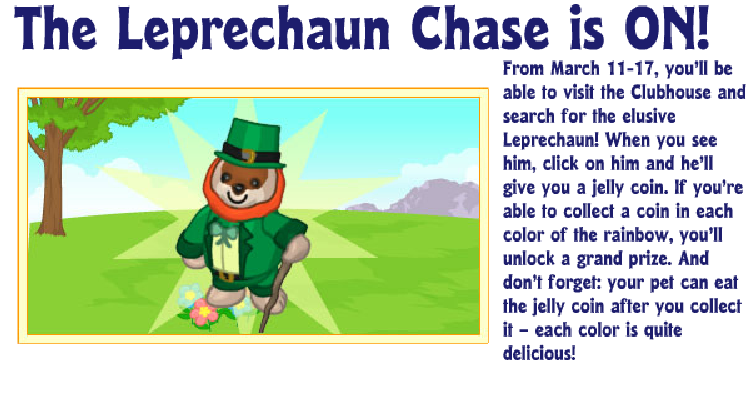 The Leprechaun Chase is ON!
From March 11-17, you'll be
able to visit the Clubhouse and
search for the elusive
Leprechaun! When you see
him, click on him and he'll
give you a jelly coin. If you're
able to collect a coin in each
color of the rainbow, you'll
unlock a grand prize. And
don't forget: your pet can eat
the jelly coin after you collect
it – each color is quite
delicious!